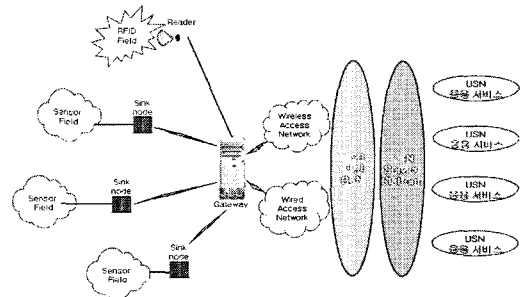 RFID
Field
Reader
Sensor
Field
Sink
node
Sensor
Field
Sink
node
Sensor
Field
Sink
node
Gateway
Wireless
Access
Network
Wired
Access
Network
USN
응용 서비스
USN
응용 서비스
USN
응용 서비스
USN
응용 서비스